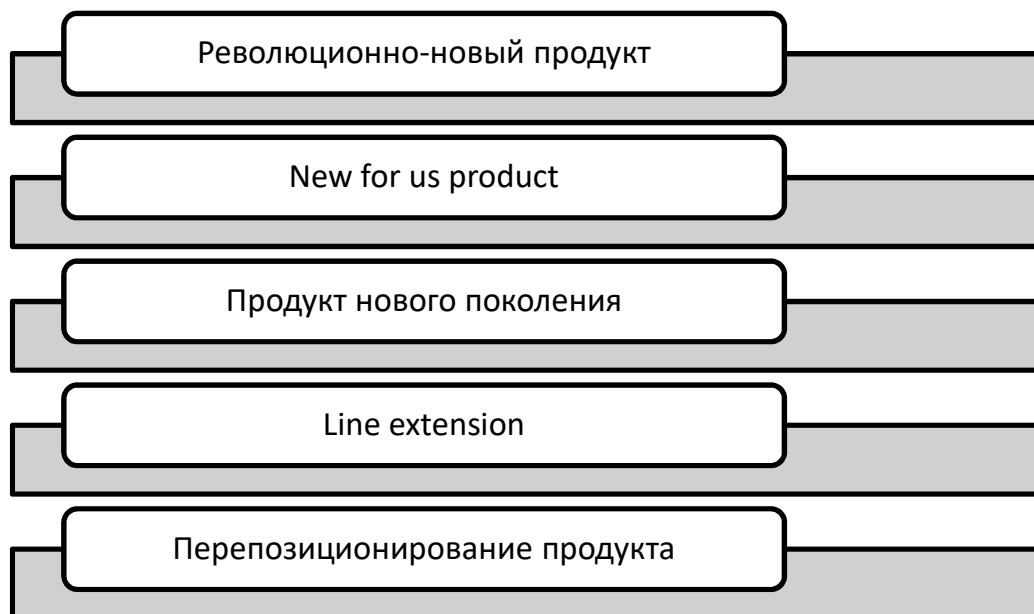 Революционно-новый продукт
New for us product
Продукт нового поколения
Line extension
Перепозиционирование продукта